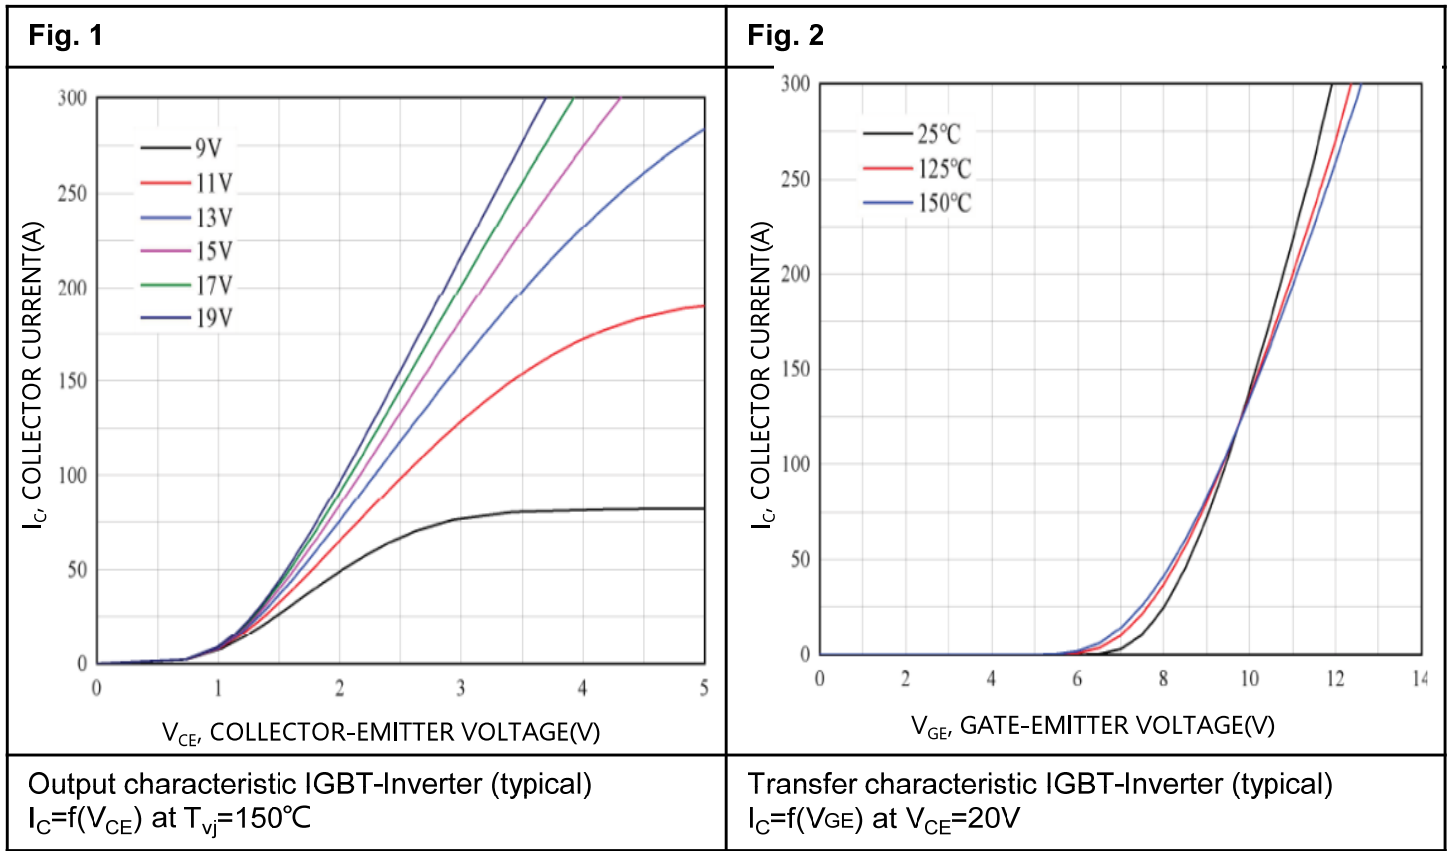 Fig. 1
Fig. 2
300
250
200
150
100
50
0
0 1 2 3 4 5
9V
11V
13V
15V
17V
19V
IC, COLLECTOR CURRENT(A)
VCE, COLLECTOR-EMITTER VOLTAGE(V)
300
250
200
150
100
50
0
0 2 4 6 8 10 12 14
25℃
125℃
150℃
IC, COLLECTOR CURRENT(A)
VGE, GATE-EMITTER VOLTAGE(V)
Output characteristic IGBT-Inverter (typical)
IC=f(VCE) at Tvj=150℃
Transfer characteristic IGBT-Inverter (typical)
IC=f(VGE) at VCE=20V